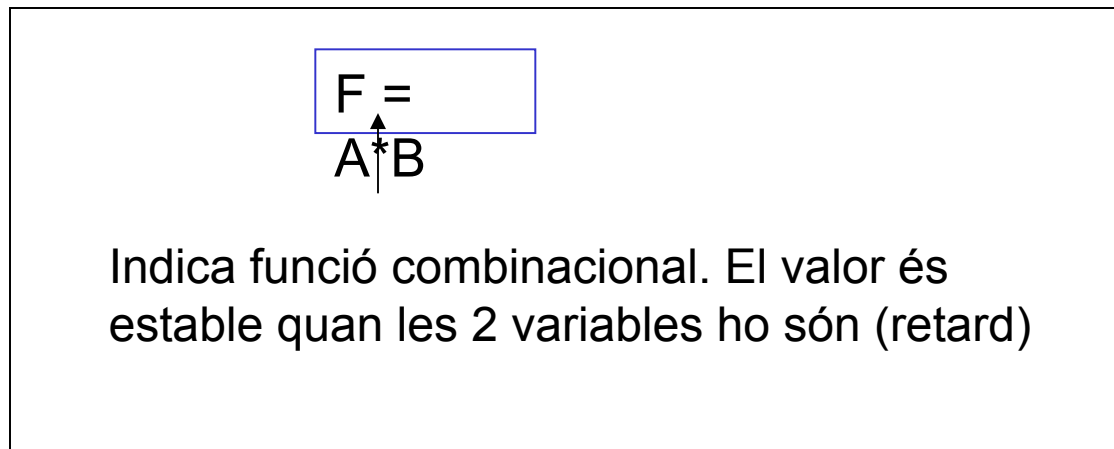 F =
A*B
Indica funció combinacional. El valor és
estable quan les 2 variables ho són (retard)